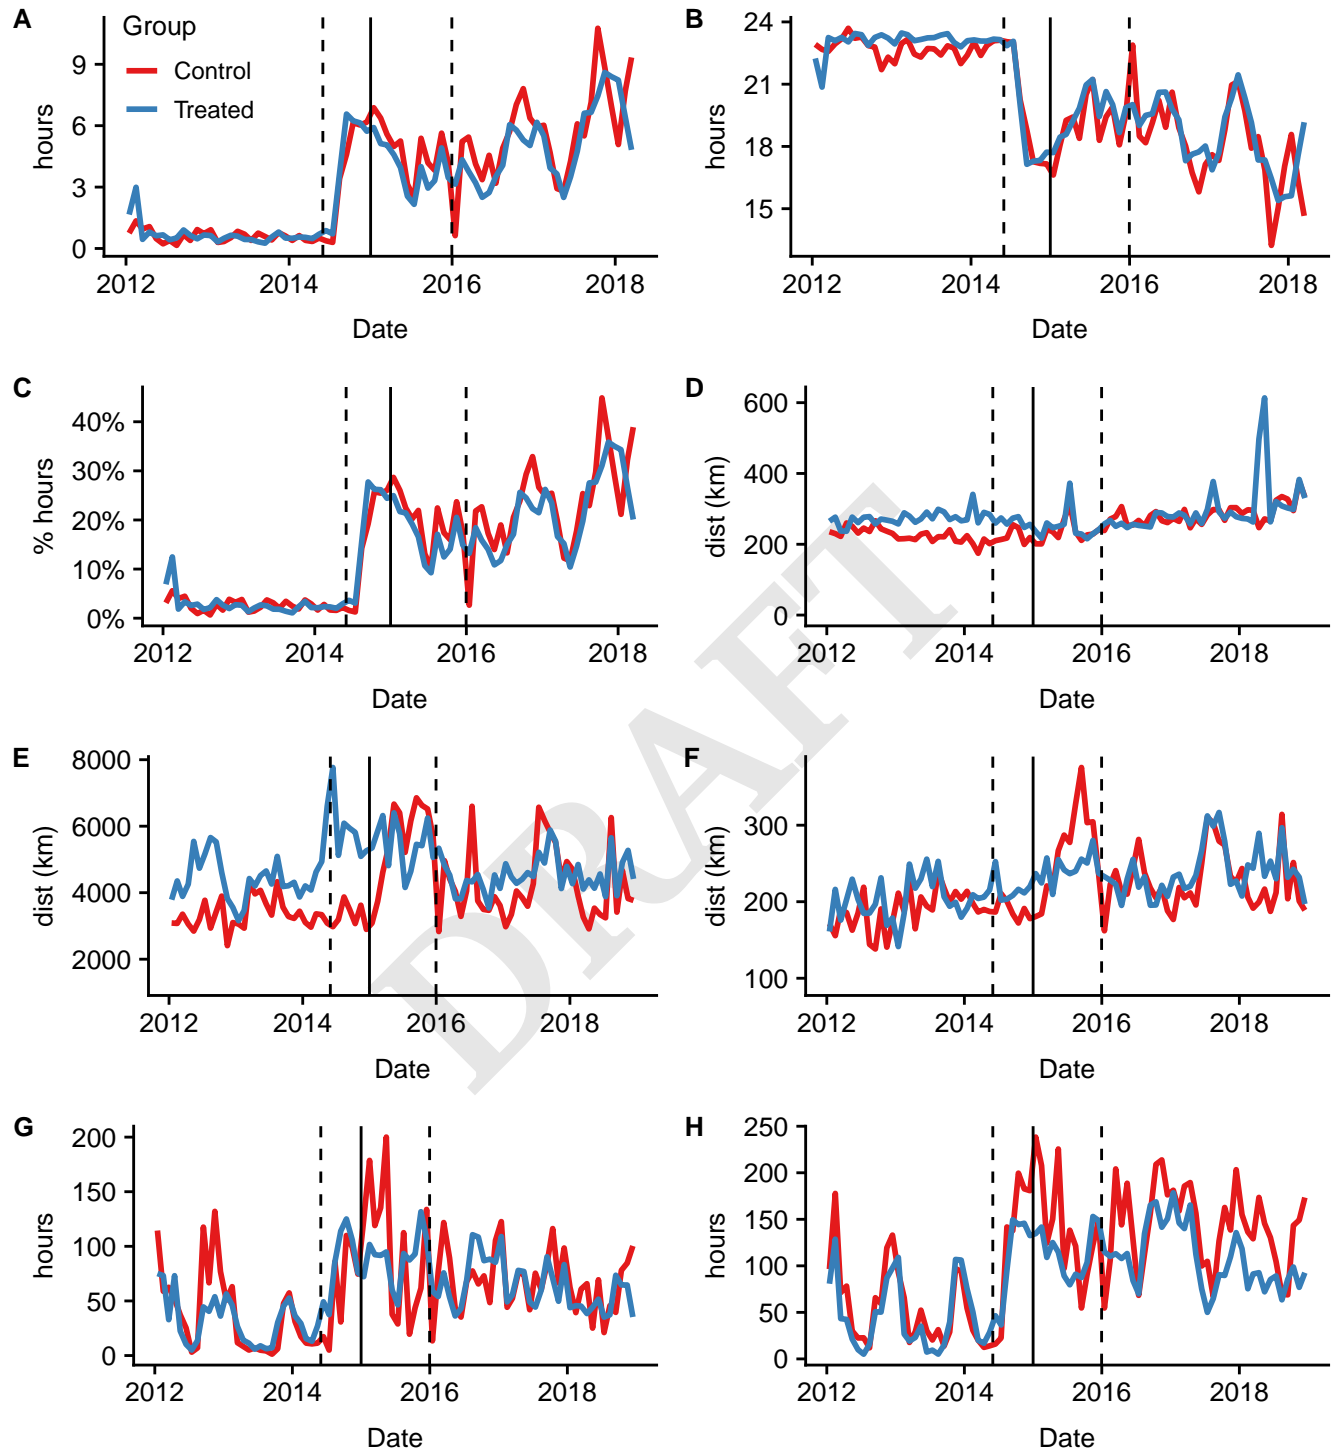 A
Group
Control
Treated
hours
9
6
3
0
2012 2014 2016 2018
Date
B
hours
24
21
18
15
2012 2014 2016 2018
Date
C
% hours
40%
30%
20%
10%
0%
2012 2014 2016 2018
Date
D
dist (km)
600
400
200
0
2012 2014 2016 2018
Date
E
dist (km)
8000
6000
4000
2000
2012 2014 2016 2018
Date
F
dist (km)
300
200
100
2012 2014 2016 2018
Date
G
hours
200
150
100
50
0
2012 2014 2016 2018
Date
H
hours
250
200
150
100
50
0
2012 2014 2016 2018
Date
DRAFT